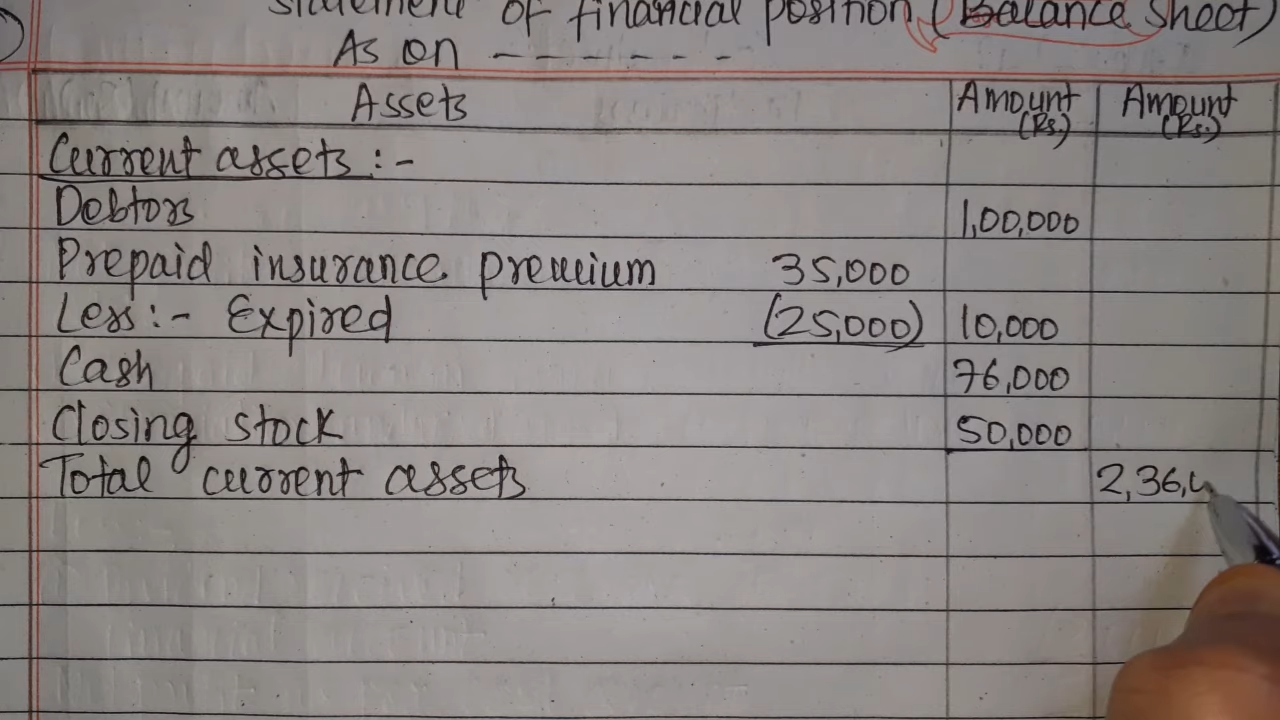 Statement of financial position (Balance Sheet)
As on - - - - - -
Assets Amount (Rs.) Amount (Rs.)
Current assets :-
Debtors 1,00,000
Prepaid insurance premium 35,000
Less :- Expired (25,000) 10,000
Cash 76,000
Closing stock 50,000
Total current assets 2,36,